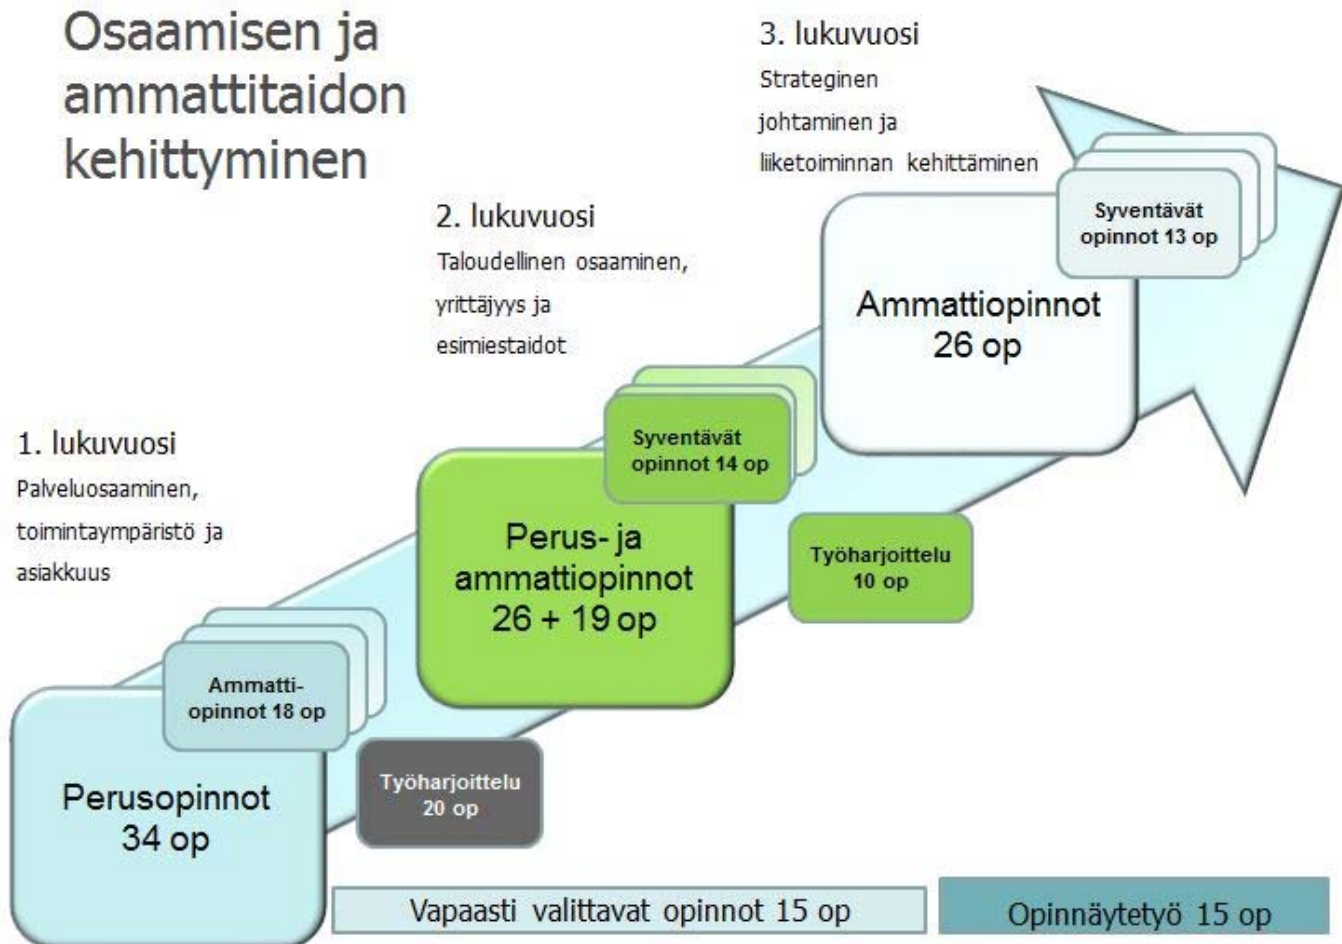 Osaamisen ja
ammattitaidon
kehittyminen
3. lukuvuosi
Strateginen
johtaminen ja
liiketoiminnan kehittäminen
Syventävät
opinnot 13 op
Ammattiopinnot
26 op
2. lukuvuosi
Taloudellinen osaaminen,
yrittäjyys ja
esimiestaidot
Syventävät
opinnot 14 op
Perus- ja
ammattiopinnot
26 + 19 op
Työharjoittelu
10 op
1. lukuvuosi
Palveluosaaminen,
toimintaympäristö ja
asiakkuus
Ammatti-
opinnot 18 op
Perusopinnot
34 op
Työharjoittelu
20 op
Vapaasti valittavat opinnot 15 op
Opinnäytetyö 15 op